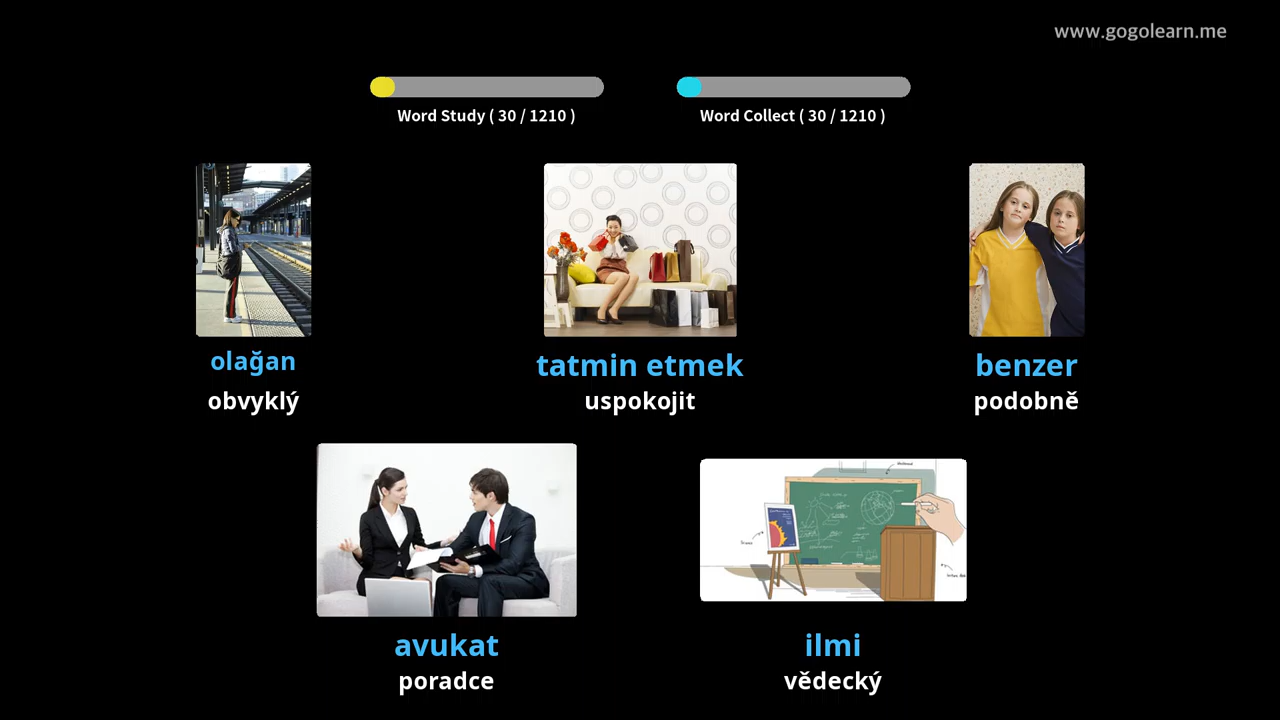 www.gogolearn.me
Word Study ( 30 / 1210 )
Word Collect ( 30 / 1210 )
olağan
obvyklý
tatmin etmek
uspokojit
benzer
podobně
avukat
poradce
ilmi
vědecký